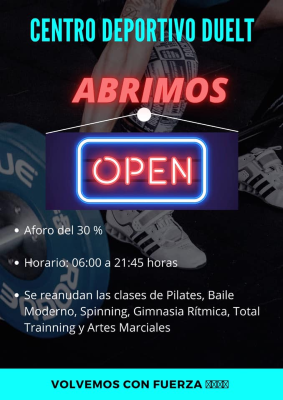 CENTRO DEPORTIVO DUELT
ABRIMOS
OPEN
Aforo del 30 %
Horario: 06:00 a 21:45 horas
Se reanudan las clases de Pilates, Baile
Moderno, Spinning, Gimnasia Rítmica, Total
Trainning y Artes Marciales
VOLVEMOS CON FUERZA